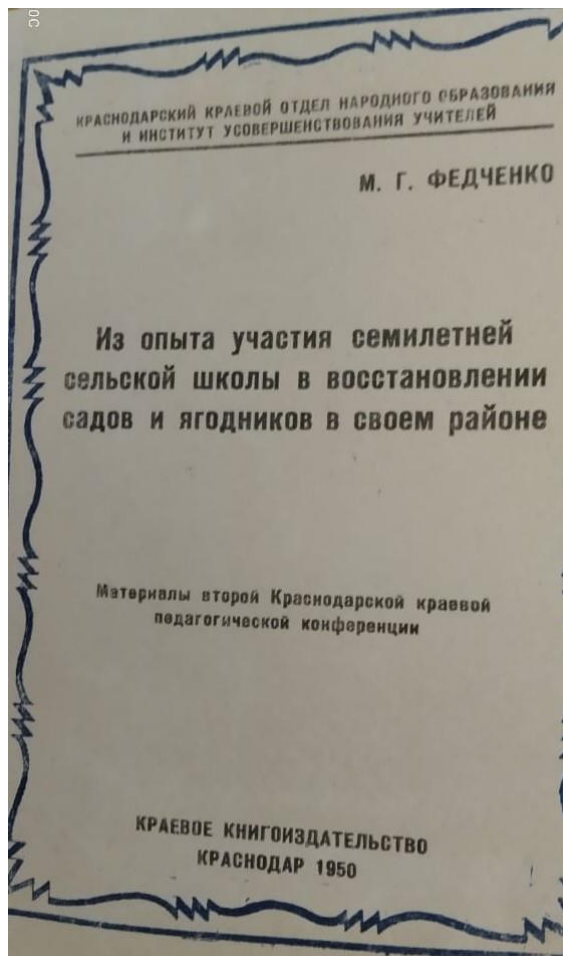 КРАСНОДАРСКИЙ КРАЕВОЙ ОТДЕЛ НАРОДНОГО ОБРАЗОВАНИЯ
И ИНСТИТУТ УСОВЕРШЕНСТВОВАНИЯ УЧИТЕЛЕЙ
М. Г. ФЕДЧЕНКО
Из опыта участия семилетней
сельской школы в восстановлении
садов и ягодников в своем районе
Материалы второй Краснодарской краевой
педагогической конференции
КРАЕВОЕ КНИГОИЗДАТЕЛЬСТВО
КРАСНОДАР 1950